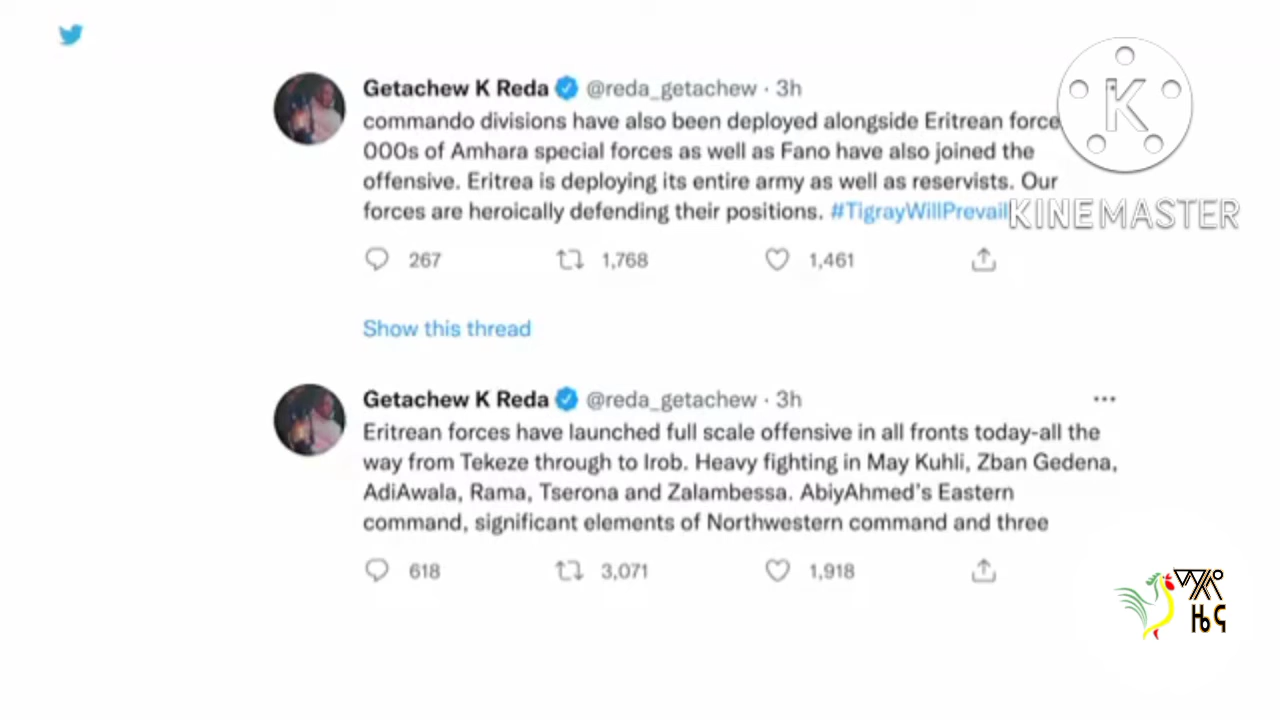 Getachew K Reda @reda_getachew · 3h
commando divisions have also been deployed alongside Eritrean force
000s of Amhara special forces as well as Fano have also joined the
offensive. Eritrea is deploying its entire army as well as reservists. Our
forces are heroically defending their positions. #TigrayWillPrevail
KINEMASTER
267 1,768 1,461
Show this thread
Getachew K Reda @reda_getachew · 3h
Eritrean forces have launched full scale offensive in all fronts today-all the
way from Tekeze through to Irob. Heavy fighting in May Kuhli, Zban Gedena,
AdiAwala, Rama, Tserona and Zalambessa. AbiyAhmed's Eastern
command, significant elements of Northwestern command and three
618 3,071 1,918